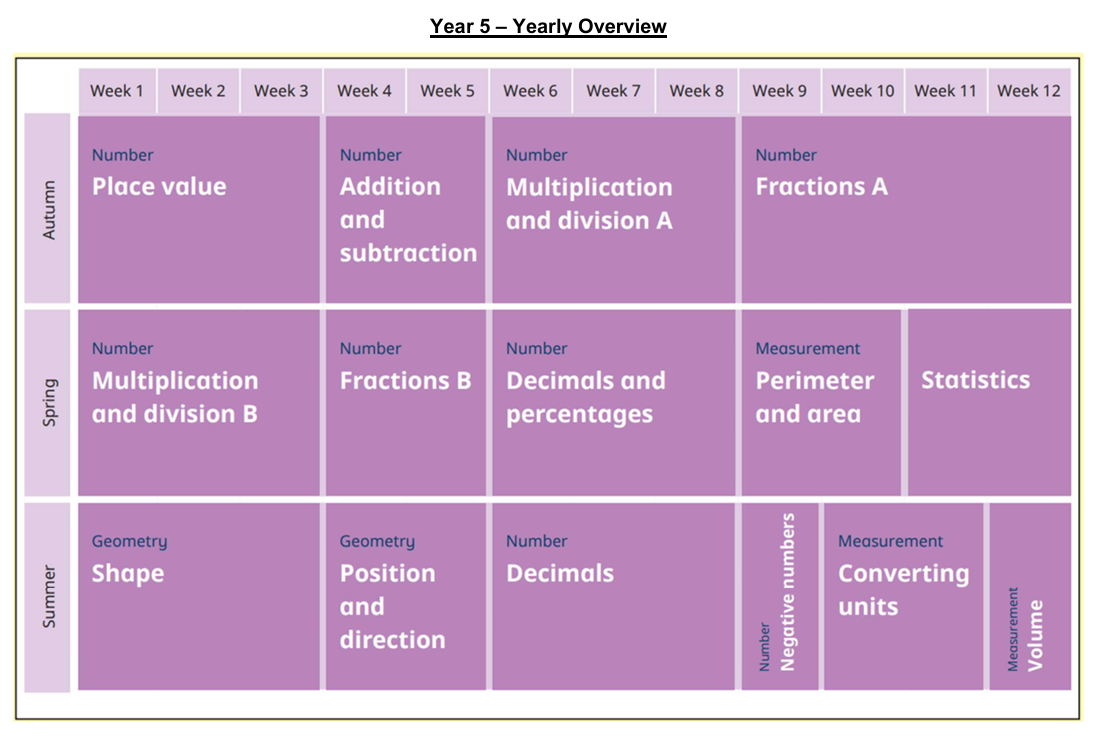 Year 5 – Yearly Overview
Week 1 Week 2 Week 3 Week 4 Week 5 Week 6 Week 7 Week 8 Week 9 Week 10 Week 11 Week 12
Autumn
Number
Place value
Number
Addition
and
subtraction
Number
Multiplication
and division A
Number
Fractions A
Spring
Number
Multiplication
and division B
Number
Fractions B
Number
Decimals and
percentages
Measurement
Perimeter
and area
Statistics
Summer
Geometry
Shape
Geometry
Position
and
direction
Number
Decimals
Number
Negative numbers
Measurement
Converting
units
Measurement
Volume